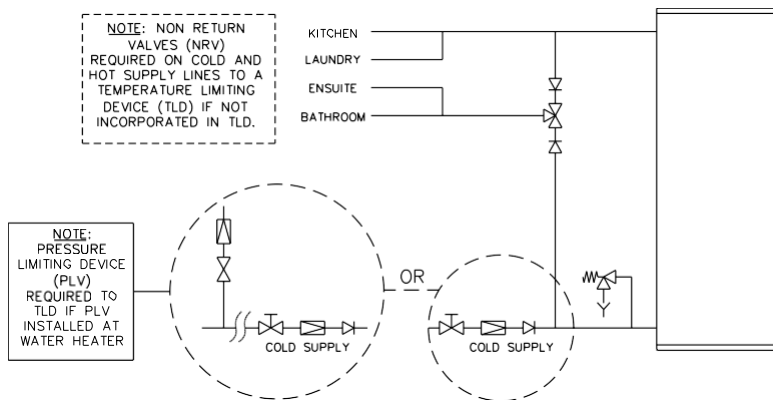 NOTE: NON RETURN
VALVES (NRV)
REQUIRED ON COLD AND
HOT SUPPLY LINES TO A
TEMPERATURE LIMITING
DEVICE (TLD) IF NOT
INCORPORATED IN TLD.
KITCHEN
LAUNDRY
ENSUITE
BATHROOM
NOTE:
PRESSURE
LIMITING DEVICE
(PLV)
REQUIRED TO
TLD IF PLV
INSTALLED AT
WATER HEATER
OR
COLD SUPPLY
COLD SUPPLY